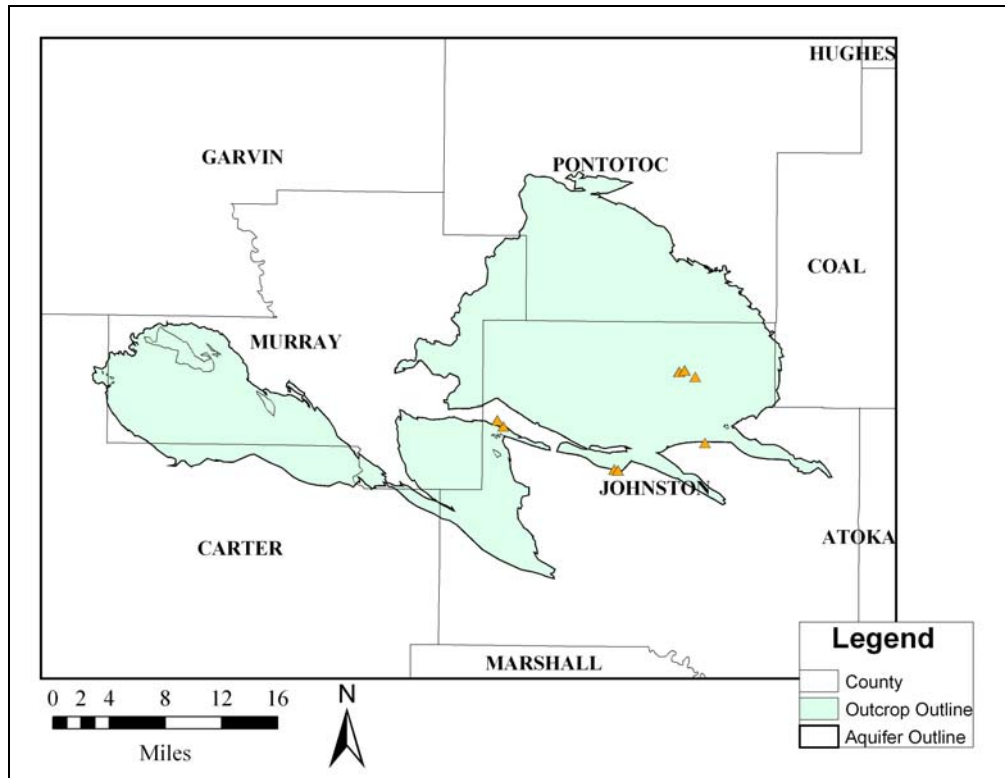 HUGHES
GARVIN
PONTOTOC
COAL
MURRAY
JOHNSTON
ATOKA
CARTER
MARSHALL
Legend
County
Outcrop Outline
Aquifer Outline
0 2 4 8 12 16
Miles
N